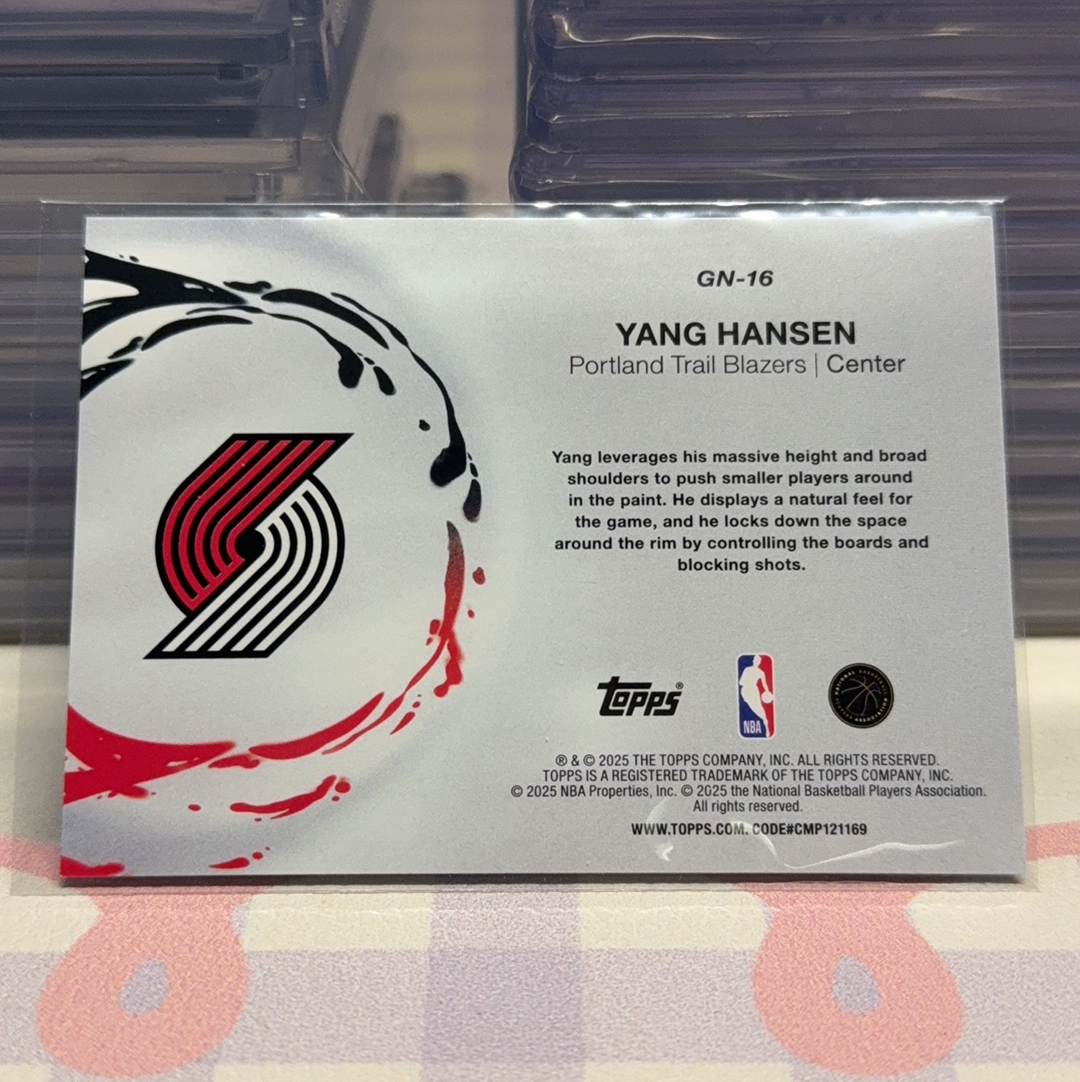 GN-16
YANG HANSEN
Portland Trail Blazers | Center
Yang leverages his massive height and broad
shoulders to push smaller players around
in the paint. He displays a natural feel for
the game, and he locks down the space
around the rim by controlling the boards and
blocking shots.
topps®
NBA
NATIONAL BASKETBALL
PLAYERS ASSOCIATION
® & © 2025 THE TOPPS COMPANY, INC. ALL RIGHTS RESERVED.
TOPPS IS A REGISTERED TRADEMARK OF THE TOPPS COMPANY, INC.
© 2025 NBA Properties, Inc. © 2025 the National Basketball Players Association.
All rights reserved.
WWW.TOPPS.COM. CODE#CMP121169